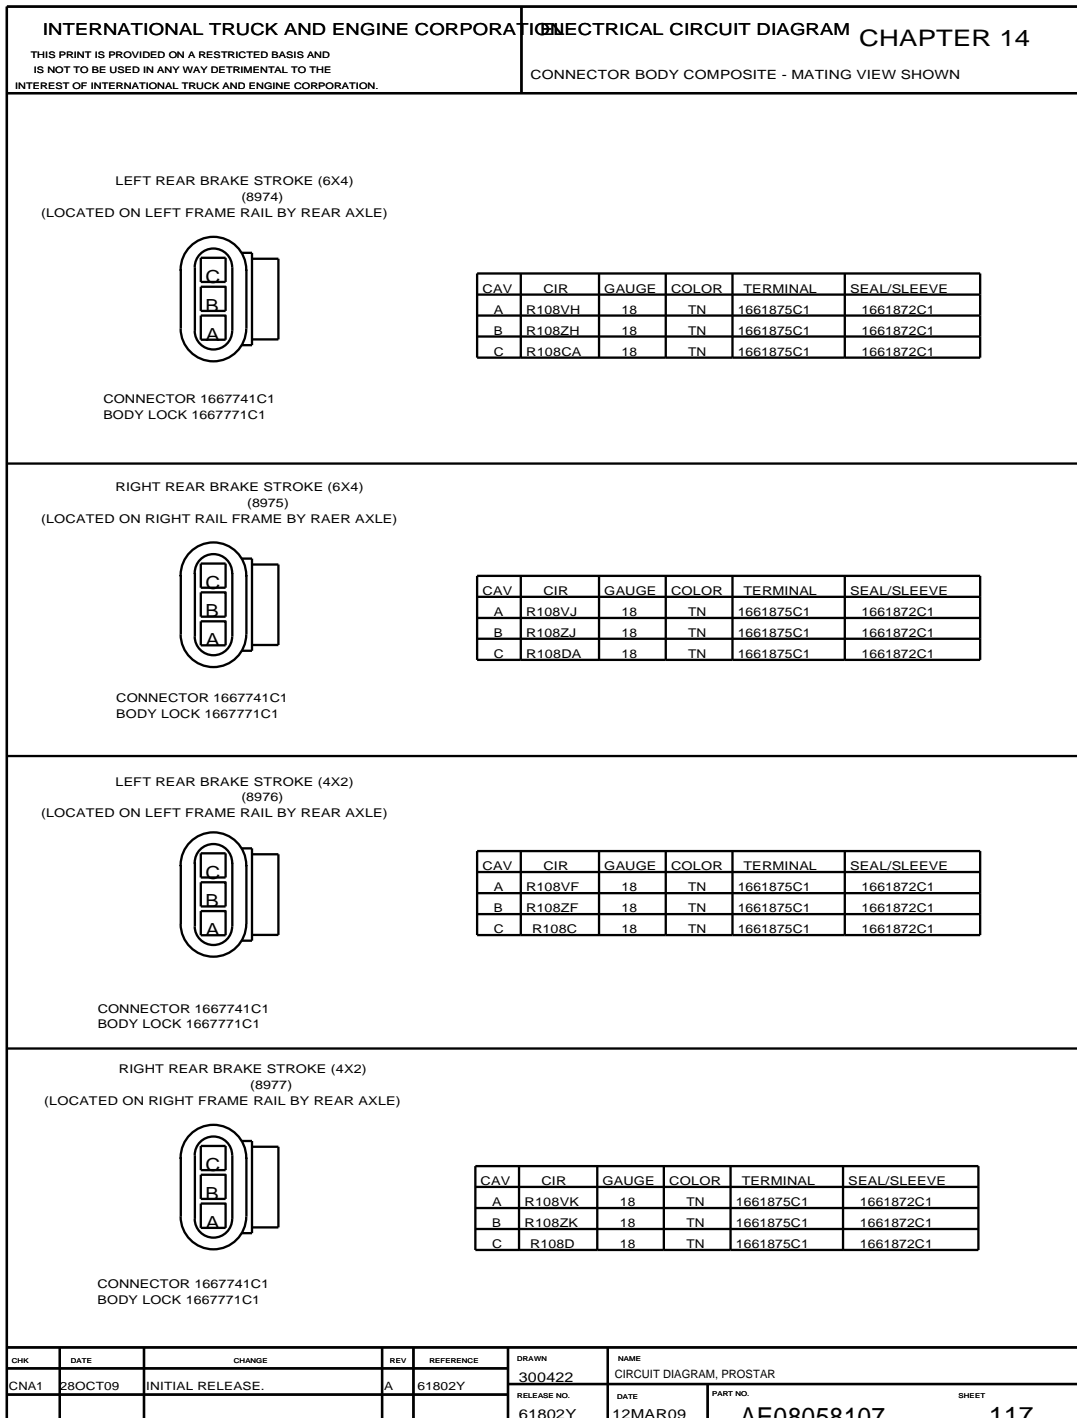 INTERNATIONAL TRUCK AND ENGINE CORPORATION
ELECTRICAL CIRCUIT DIAGRAM CHAPTER 14
THIS PRINT IS PROVIDED ON A RESTRICTED BASIS AND
IS NOT TO BE USED IN ANY WAY DETRIMENTAL TO THE
INTEREST OF INTERNATIONAL TRUCK AND ENGINE CORPORATION.
CONNECTOR BODY COMPOSITE - MATING VIEW SHOWN
LEFT REAR BRAKE STROKE (6X4)
(8974)
(LOCATED ON LEFT FRAME RAIL BY REAR AXLE)
C
B
A
CONNECTOR 1667741C1
BODY LOCK 1667771C1
CAV CIR GAUGE COLOR TERMINAL SEAL/SLEEVE
A R108VH 18 TN 1661875C1 1661872C1
B R108ZH 18 TN 1661875C1 1661872C1
C R108CA 18 TN 1661875C1 1661872C1
RIGHT REAR BRAKE STROKE (6X4)
(8975)
(LOCATED ON RIGHT RAIL FRAME BY RAER AXLE)
C
B
A
CONNECTOR 1667741C1
BODY LOCK 1667771C1
CAV CIR GAUGE COLOR TERMINAL SEAL/SLEEVE
A R108VJ 18 TN 1661875C1 1661872C1
B R108ZJ 18 TN 1661875C1 1661872C1
C R108DA 18 TN 1661875C1 1661872C1
LEFT REAR BRAKE STROKE (4X2)
(8976)
(LOCATED ON LEFT FRAME RAIL BY REAR AXLE)
C
B
A
CONNECTOR 1667741C1
BODY LOCK 1667771C1
CAV CIR GAUGE COLOR TERMINAL SEAL/SLEEVE
A R108VF 18 TN 1661875C1 1661872C1
B R108ZF 18 TN 1661875C1 1661872C1
C R108C 18 TN 1661875C1 1661872C1
RIGHT REAR BRAKE STROKE (4X2)
(8977)
(LOCATED ON RIGHT FRAME RAIL BY REAR AXLE)
C
B
A
CONNECTOR 1667741C1
BODY LOCK 1667771C1
CAV CIR GAUGE COLOR TERMINAL SEAL/SLEEVE
A R108VK 18 TN 1661875C1 1661872C1
B R108ZK 18 TN 1661875C1 1661872C1
C R108D 18 TN 1661875C1 1661872C1
CHK DATE CHANGE REV REFERENCE
CNA1 28OCT09 INITIAL RELEASE. A 61802Y
DRAWN
300422
NAME
CIRCUIT DIAGRAM, PROSTAR
RELEASE NO.
61802Y
DATE
12MAR09
PART NO.
AE08058107
SHEET
117